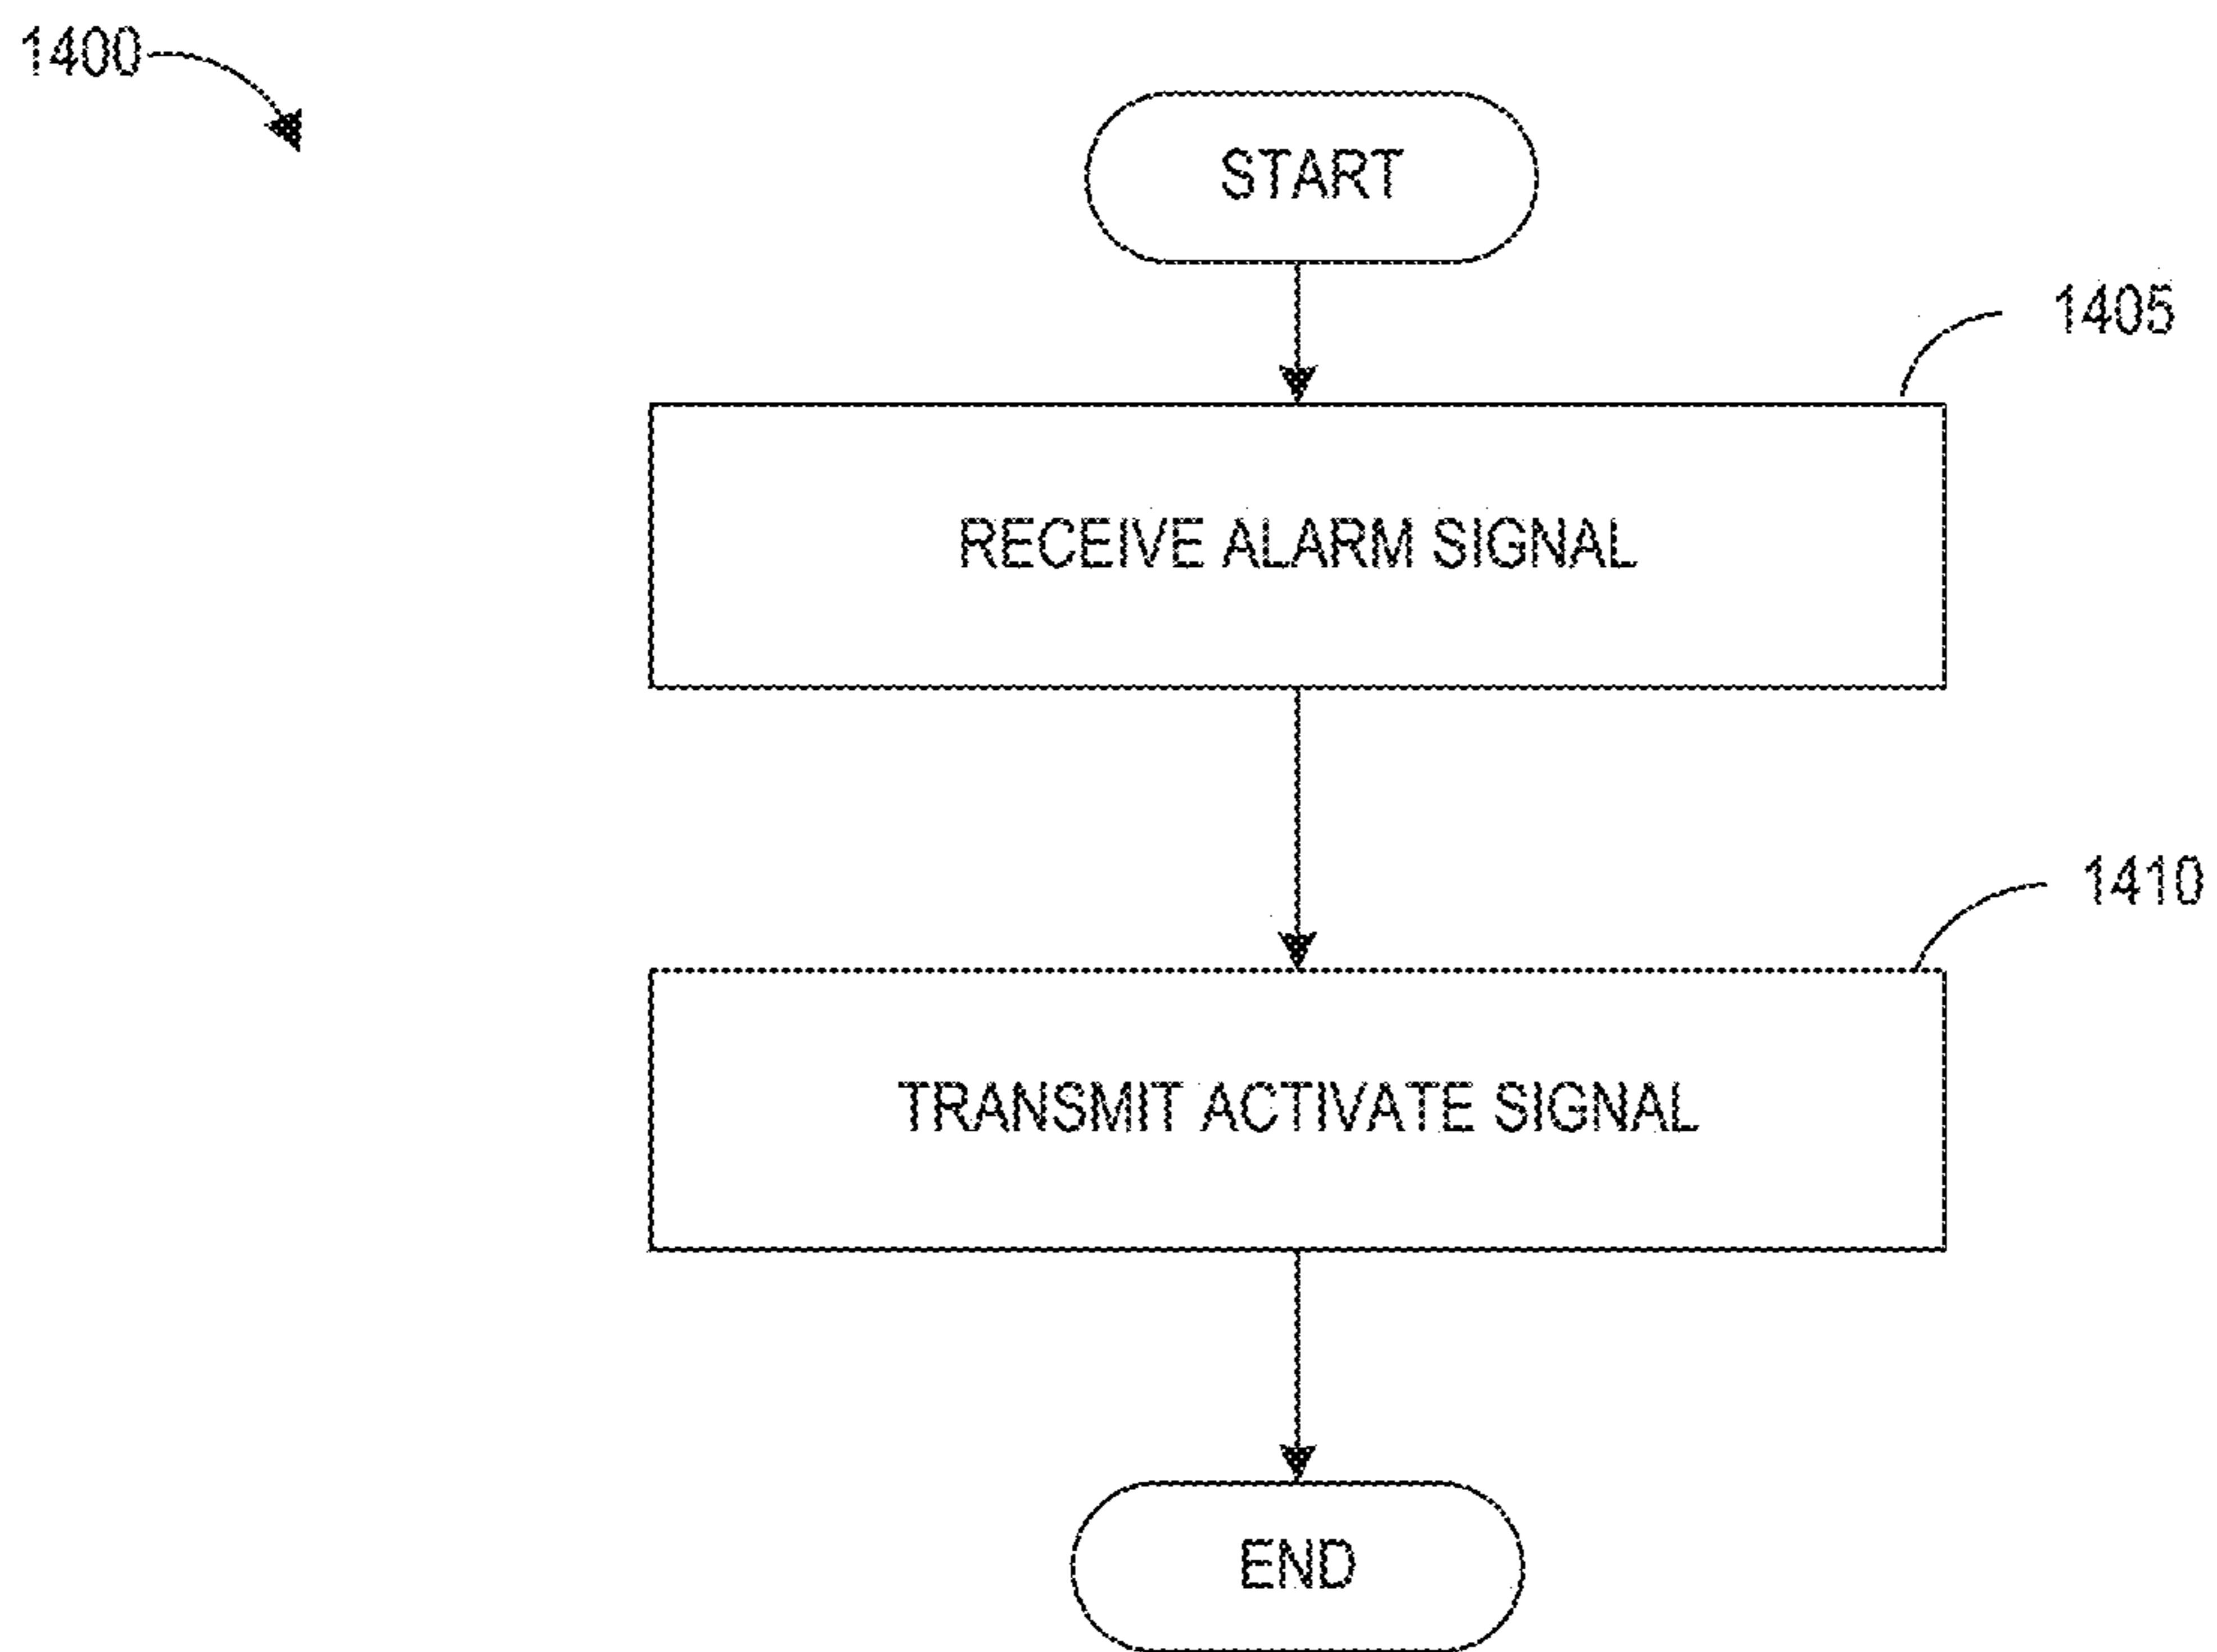 1400
START
1405
RECEIVE ALARM SIGNAL
1410
TRANSMIT ACTIVATE SIGNAL
END